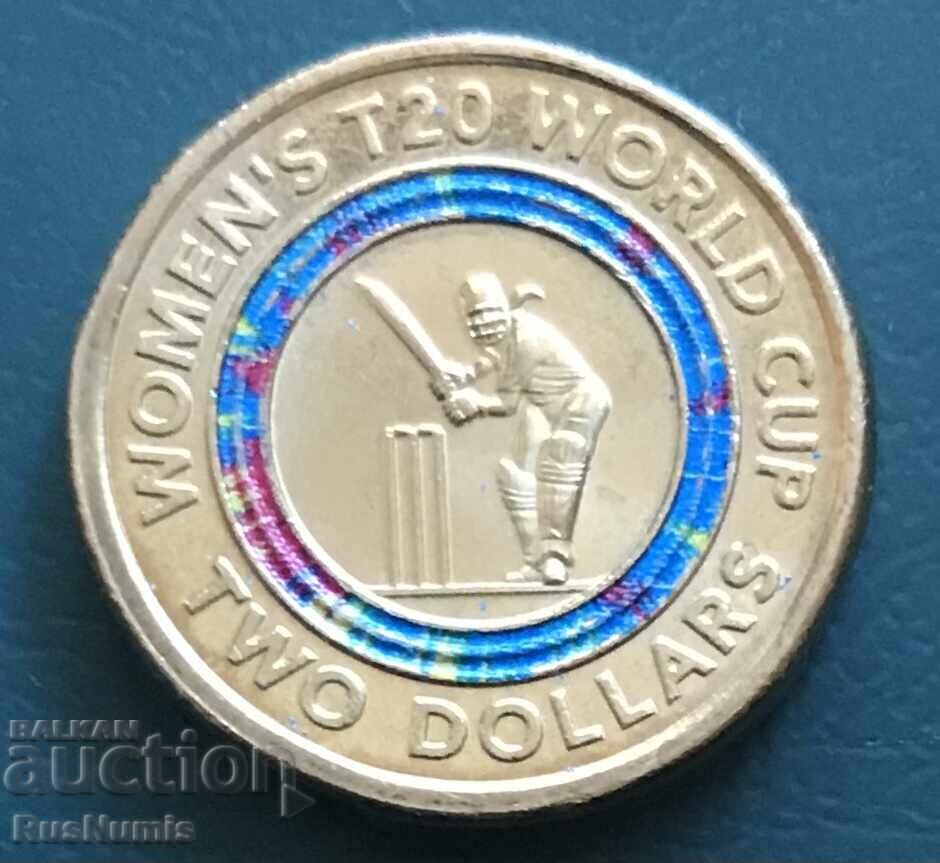 WOMEN'S T20 WORLD CUP
TWO DOLLARS
BALKAN
auction
RusNumis